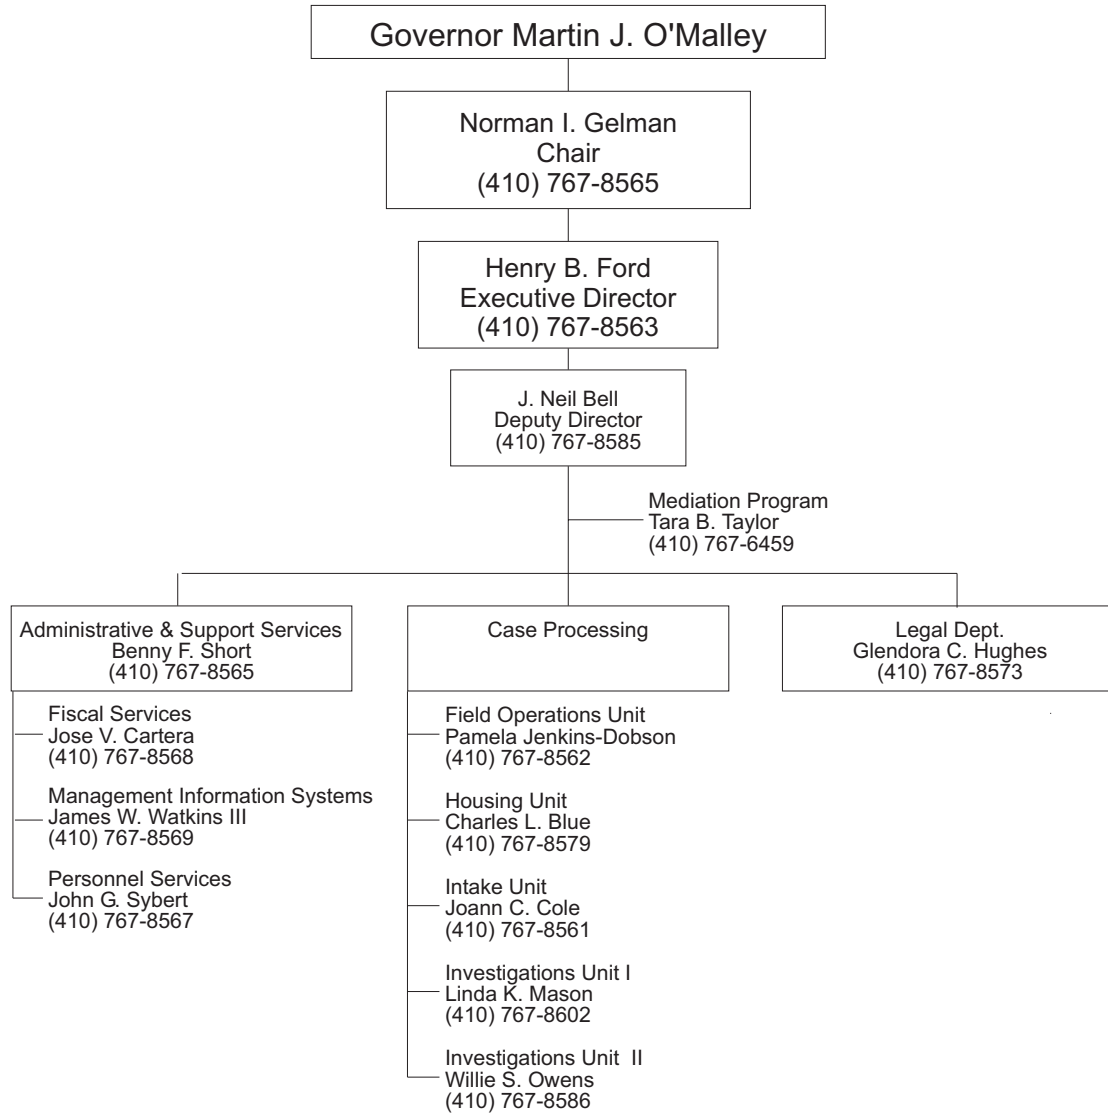 Governor Martin J. O'Malley
Norman I. Gelman
Chair
(410) 767-8565
Henry B. Ford
Executive Director
(410) 767-8563
J. Neil Bell
Deputy Director
(410) 767-8585
Mediation Program
Tara B. Taylor
(410) 767-6459
Administrative & Support Services
Benny F. Short
(410) 767-8565
Fiscal Services
Jose V. Cartera
(410) 767-8568
Management Information Systems
James W. Watkins III
(410) 767-8569
Personnel Services
John G. Sybert
(410) 767-8567
Case Processing
Field Operations Unit
Pamela Jenkins-Dobson
(410) 767-8562
Housing Unit
Charles L. Blue
(410) 767-8579
Intake Unit
Joann C. Cole
(410) 767-8561
Investigations Unit I
Linda K. Mason
(410) 767-8602
Investigations Unit II
Willie S. Owens
(410) 767-8586
Legal Dept.
Glendora C. Hughes
(410) 767-8573